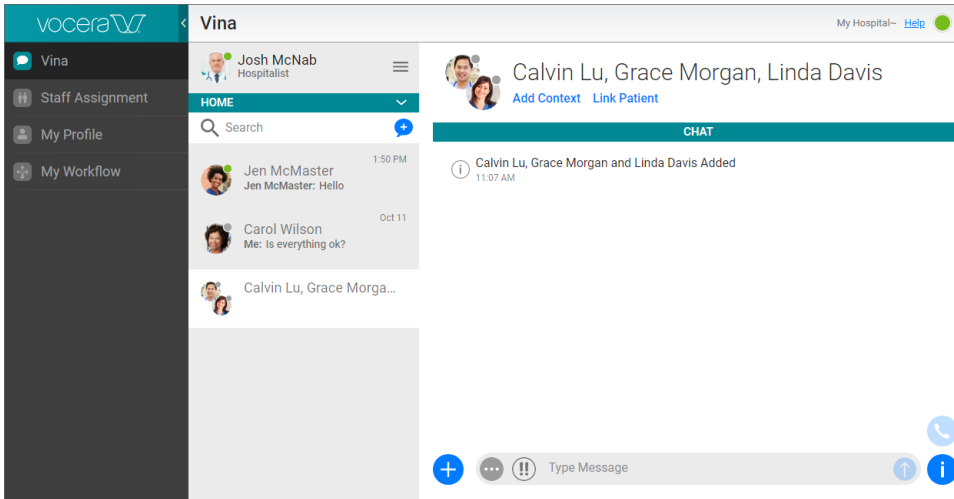 vocera
Vina
My Hospital~ Help
Vina
Staff Assignment
My Profile
My Workflow
Josh McNab
Hospitalist
HOME
Search
1:50 PM
Jen McMaster
Jen McMaster: Hello
Oct 11
Carol Wilson
Me: Is everything ok?
Calvin Lu, Grace Morga...
Calvin Lu, Grace Morgan, Linda Davis
Add Context Link Patient
CHAT
Calvin Lu, Grace Morgan and Linda Davis Added
11:07 AM
Type Message